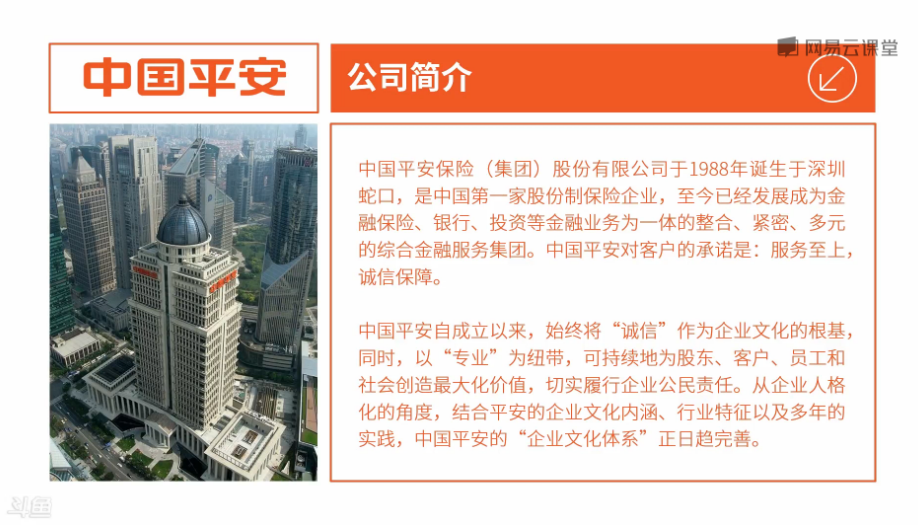 网易云课堂
中国平安
公司简介
中国平安保险（集团）股份有限公司于1988年诞生于深圳
蛇口，是中国第一家股份制保险企业，至今已经发展成为金
融保险、银行、投资等金融业务为一体的整合、紧密、多元
的综合金融服务集团。中国平安对客户的承诺是：服务至上，
诚信保障。
中国平安自成立以来，始终将“诚信”作为企业文化的根基，
同时，以“专业”为纽带，可持续地为股东、客户、员工和
社会创造最大化价值，切实履行企业公民责任。从企业人格
化的角度，结合平安的企业文化内涵、行业特征以及多年的
实践，中国平安的“企业文化体系”正日趋完善。
斗鱼